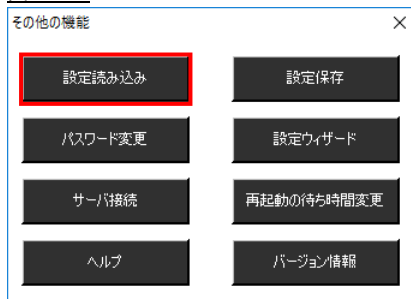 その他の機能
設定読み込み
設定保存
パスワード変更
設定ウィザード
サーバ接続
再起動の待ち時間変更
ヘルプ
バージョン情報